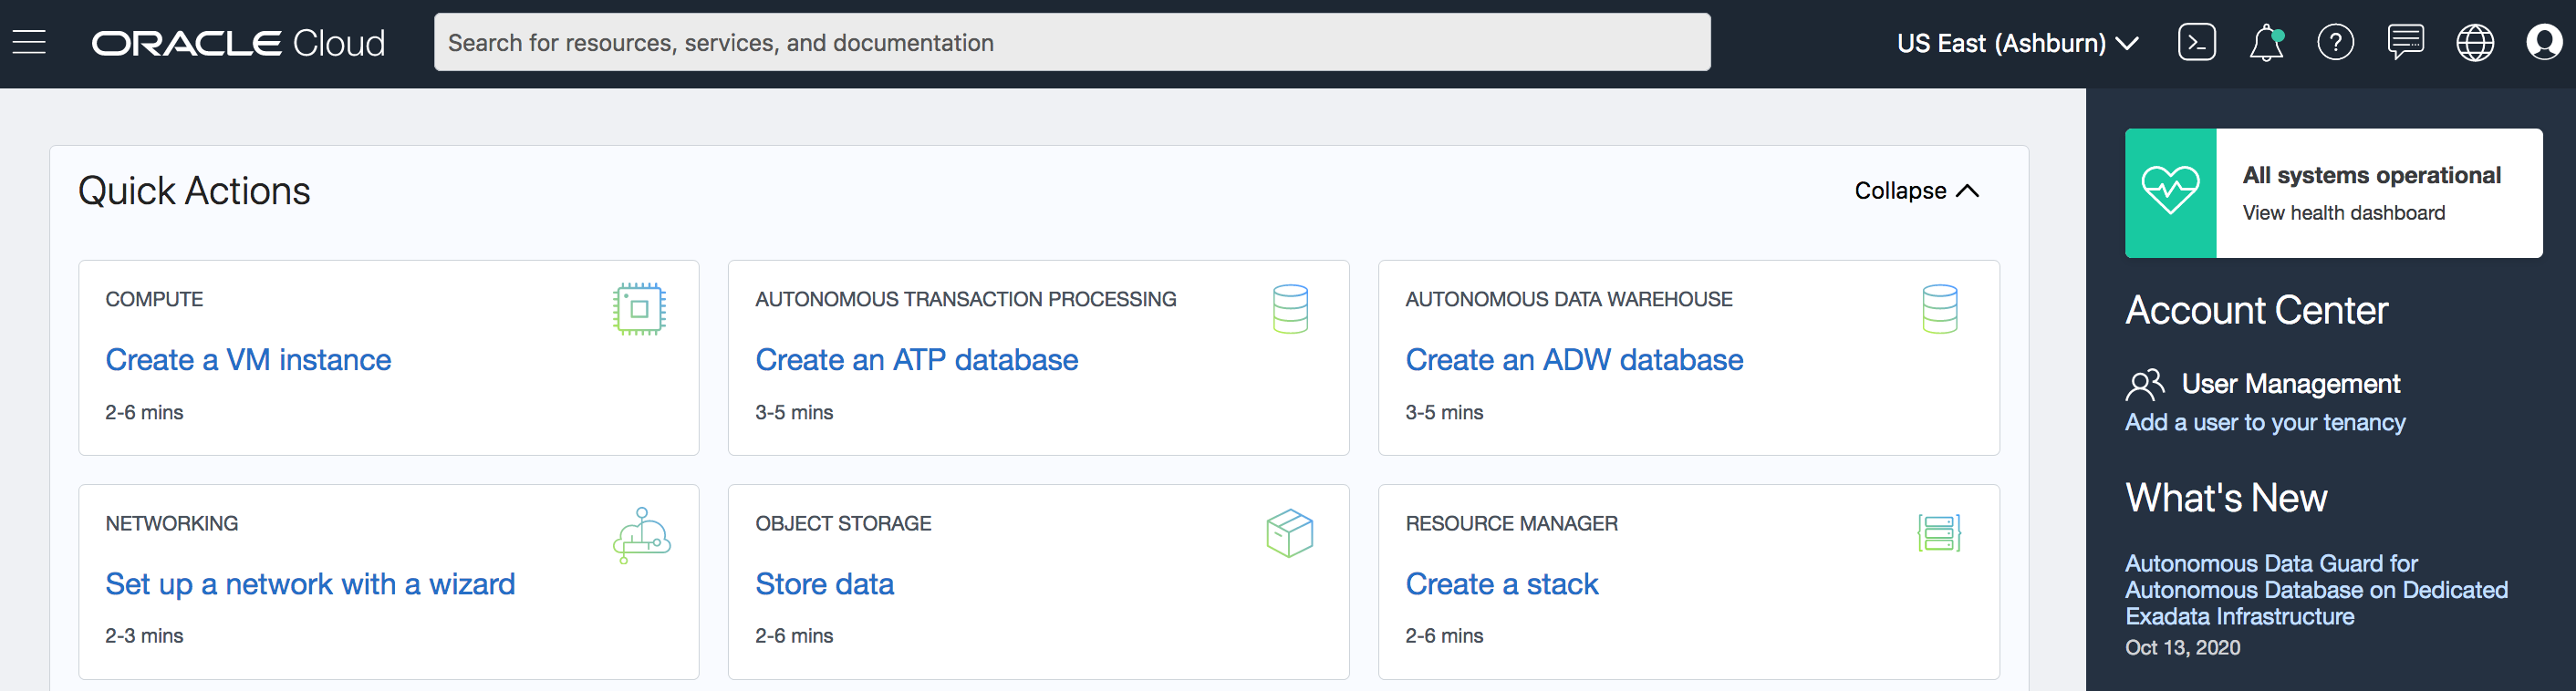 ORACLE Cloud
Search for resources, services, and documentation
US East (Ashburn)
Quick Actions
Collapse
COMPUTE
Create a VM instance
2-6 mins
AUTONOMOUS TRANSACTION PROCESSING
Create an ATP database
3-5 mins
AUTONOMOUS DATA WAREHOUSE
Create an ADW database
3-5 mins
NETWORKING
Set up a network with a wizard
2-3 mins
OBJECT STORAGE
Store data
2-6 mins
RESOURCE MANAGER
Create a stack
2-6 mins
All systems operational
View health dashboard
Account Center
User Management
Add a user to your tenancy
What's New
Autonomous Data Guard for
Autonomous Database on Dedicated
Exadata Infrastructure
Oct 13, 2020